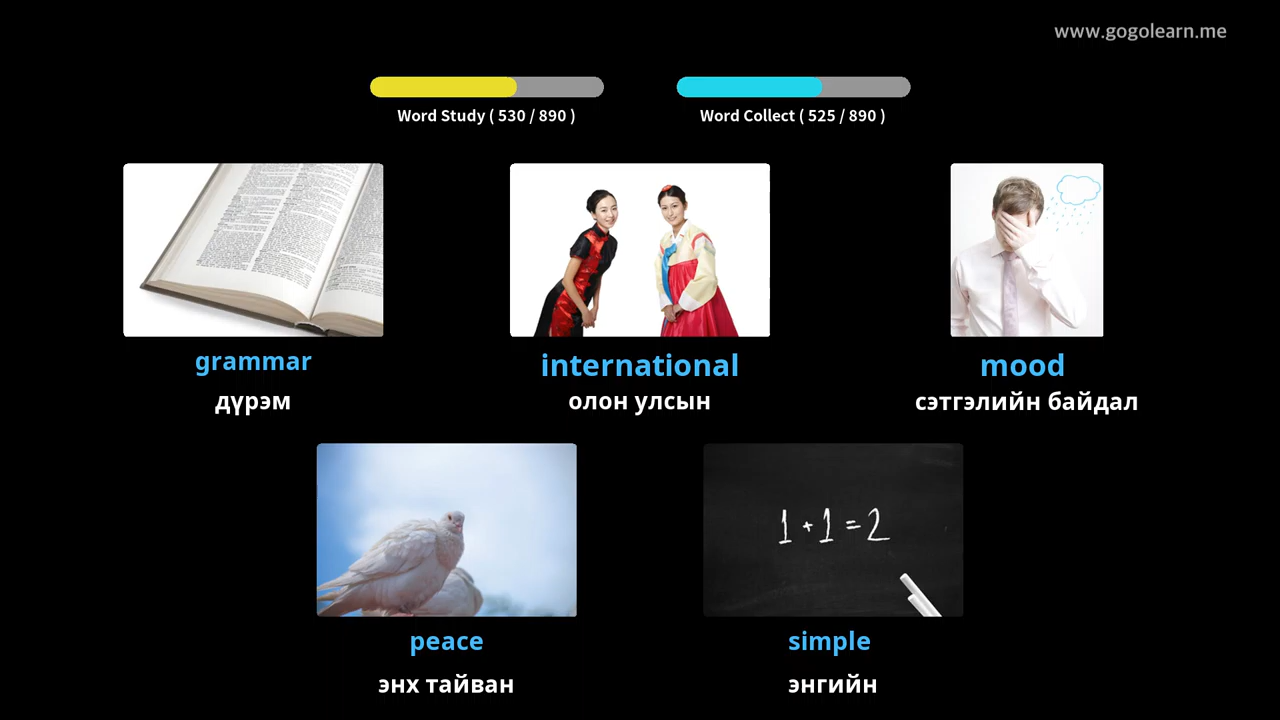 www.gogolearn.me
Word Study ( 530 / 890 )
Word Collect ( 525 / 890 )
grammar
дүрэм
international
олон улсын
mood
сэтгэлийн байдал
1 + 1 = 2
peace
энх тайван
simple
энгийн